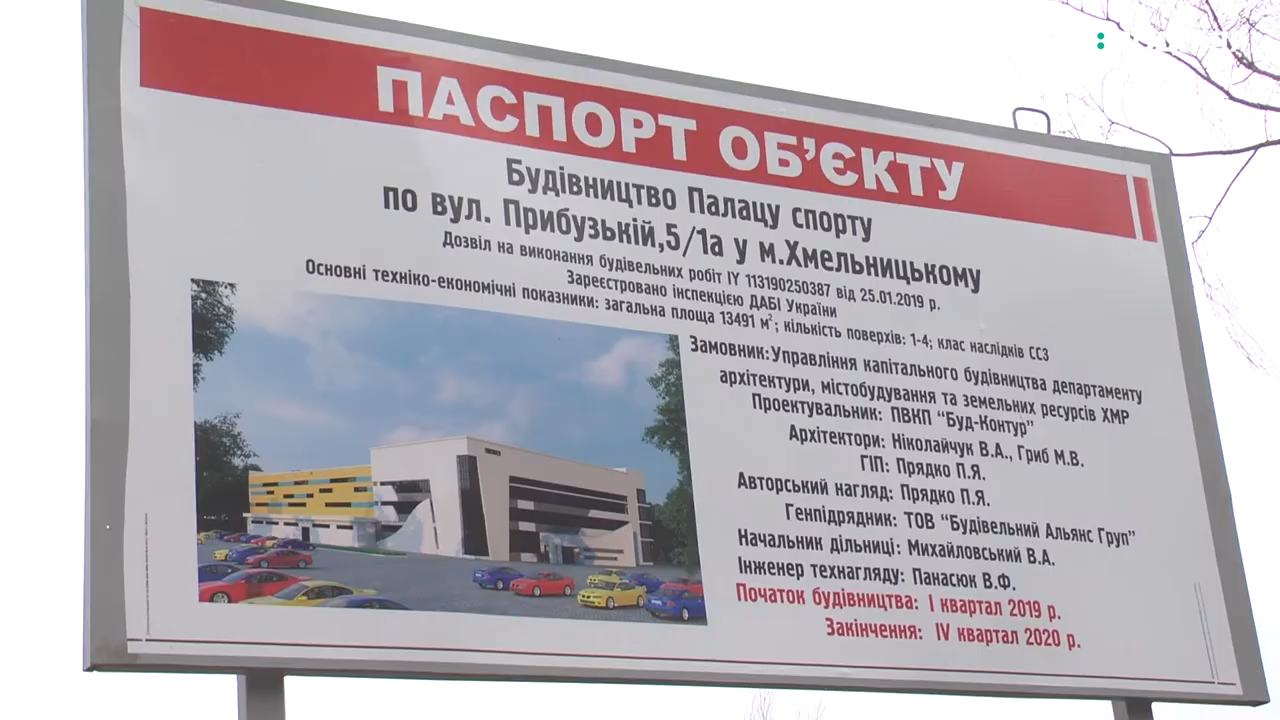 ПАСПОРТ ОБ'ЄКТУ
Будівництво Палацу спорту
по вул. Прибузькій,5/1а у м.Хмельницькому
Дозвіл на виконання будівельних робіт ІY 113190250387 від 25.01.2019 р.
Зареєстровано інспекцією ДАБІ України
Основні техніко-економічні показники: загальна площа 13491 м²; кількість поверхів: 1-4; клас наслідків СС3
Замовник:Управління капітального будівництва департаменту
архітектури, містобудування та земельних ресурсів ХМР
Проектувальник: ПВКП "Буд-Контур"
Архітектори: Ніколайчук В.А., Гриб М.В.
ГІП: Прядко П.Я.
Авторський нагляд: Прядко П.Я.
Генпідрядник: ТОВ "Будівельний Альянс Груп"
Начальник дільниці: Михайловський В.А.
Інженер технагляду: Панасюк В.Ф.
Початок будівництва: І квартал 2019 р.
Закінчення: ІV квартал 2020 р.